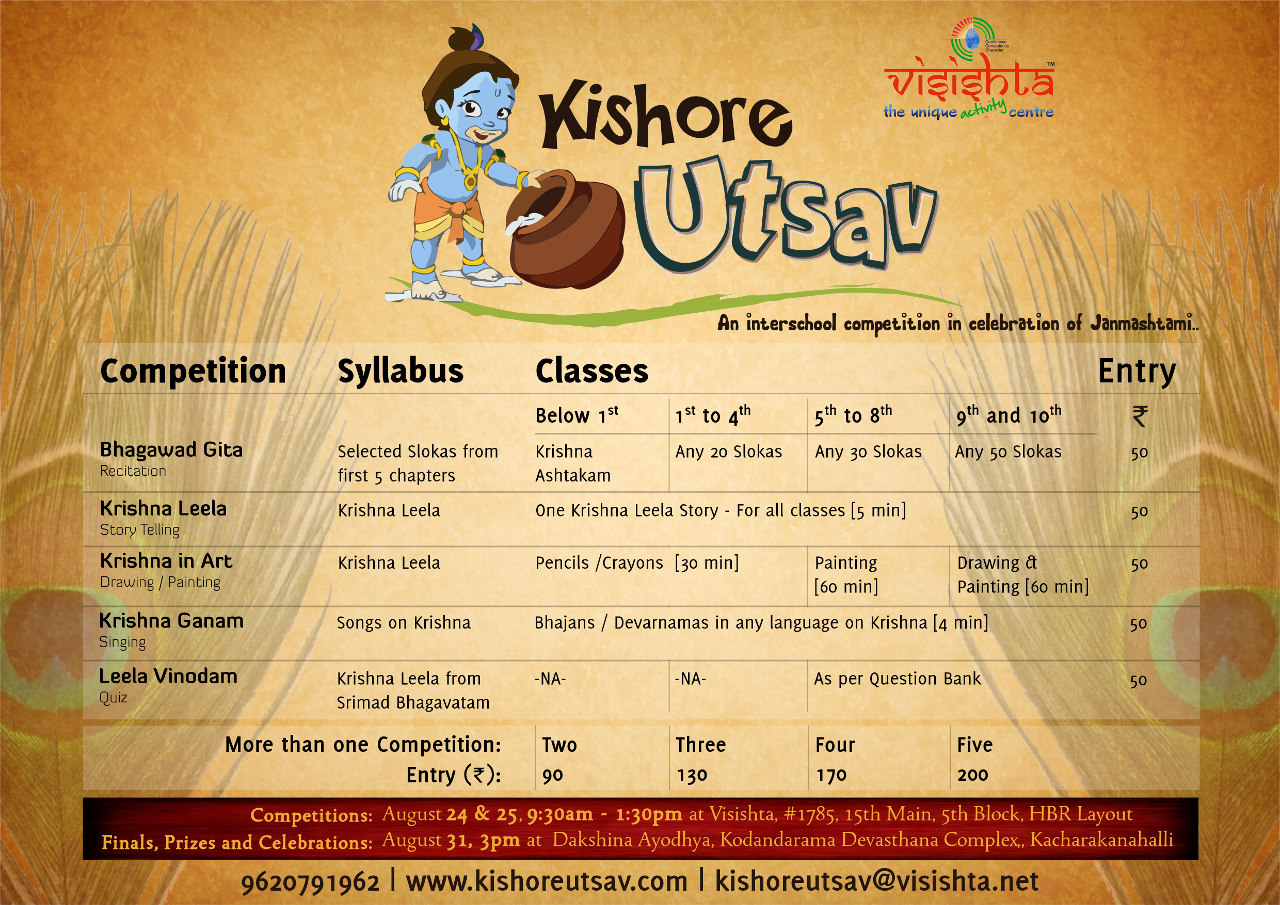 visishta™
the unique activity centre
Kishore
Utsav
An interschool competition in celebration of Janmashtami..
Competition Syllabus Classes Entry
Below 1st 1st to 4th 5th to 8th 9th and 10th ₹
Bhagawad Gita Selected Slokas from Krishna Any 20 Slokas Any 30 Slokas Any 50 Slokas 50
Recitation first 5 chapters Ashtakam
Krishna Leela Krishna Leela One Krishna Leela Story - For all classes [5 min] 50
Story Telling
Krishna in Art Krishna Leela Pencils /Crayons [30 min] Painting Drawing & 50
Drawing / Painting [60 min] Painting [60 min]
Krishna Ganam Songs on Krishna Bhajans / Devarnamas in any language on Krishna [4 min] 50
Singing
Leela Vinodam Krishna Leela from -NA- -NA- As per Question Bank 50
Quiz Srimad Bhagavatam
More than one Competition: Two Three Four Five
Entry (₹): 90 130 170 200
Competitions: August 24 & 25, 9:30am - 1:30pm at Visishta, #1785, 15th Main, 5th Block, HBR Layout
Finals, Prizes and Celebrations: August 31, 3pm at Dakshina Ayodhya, Kodandarama Devasthana Complex,, Kacharakanahalli
9620791962 | www.kishoreutsav.com | kishoreutsav@visishta.net